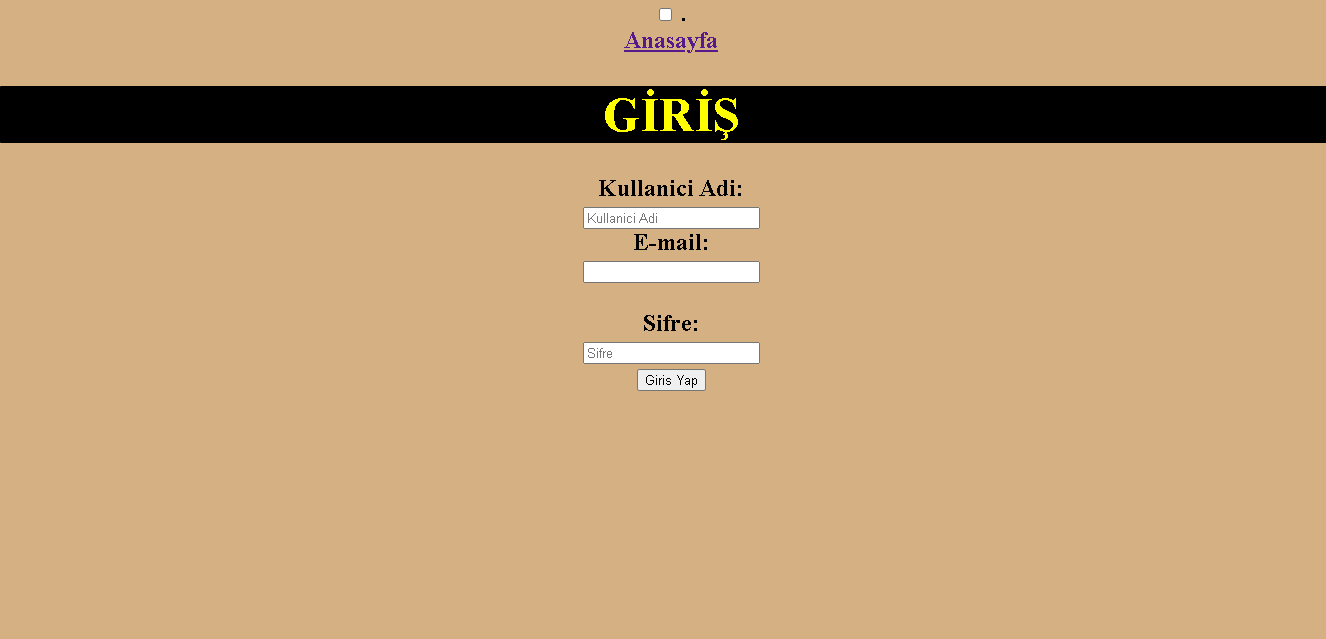 .
Anasayfa
GİRİŞ
Kullanici Adi:
Kullanici Adi
E-mail:
Sifre:
Sifre
Giris Yap